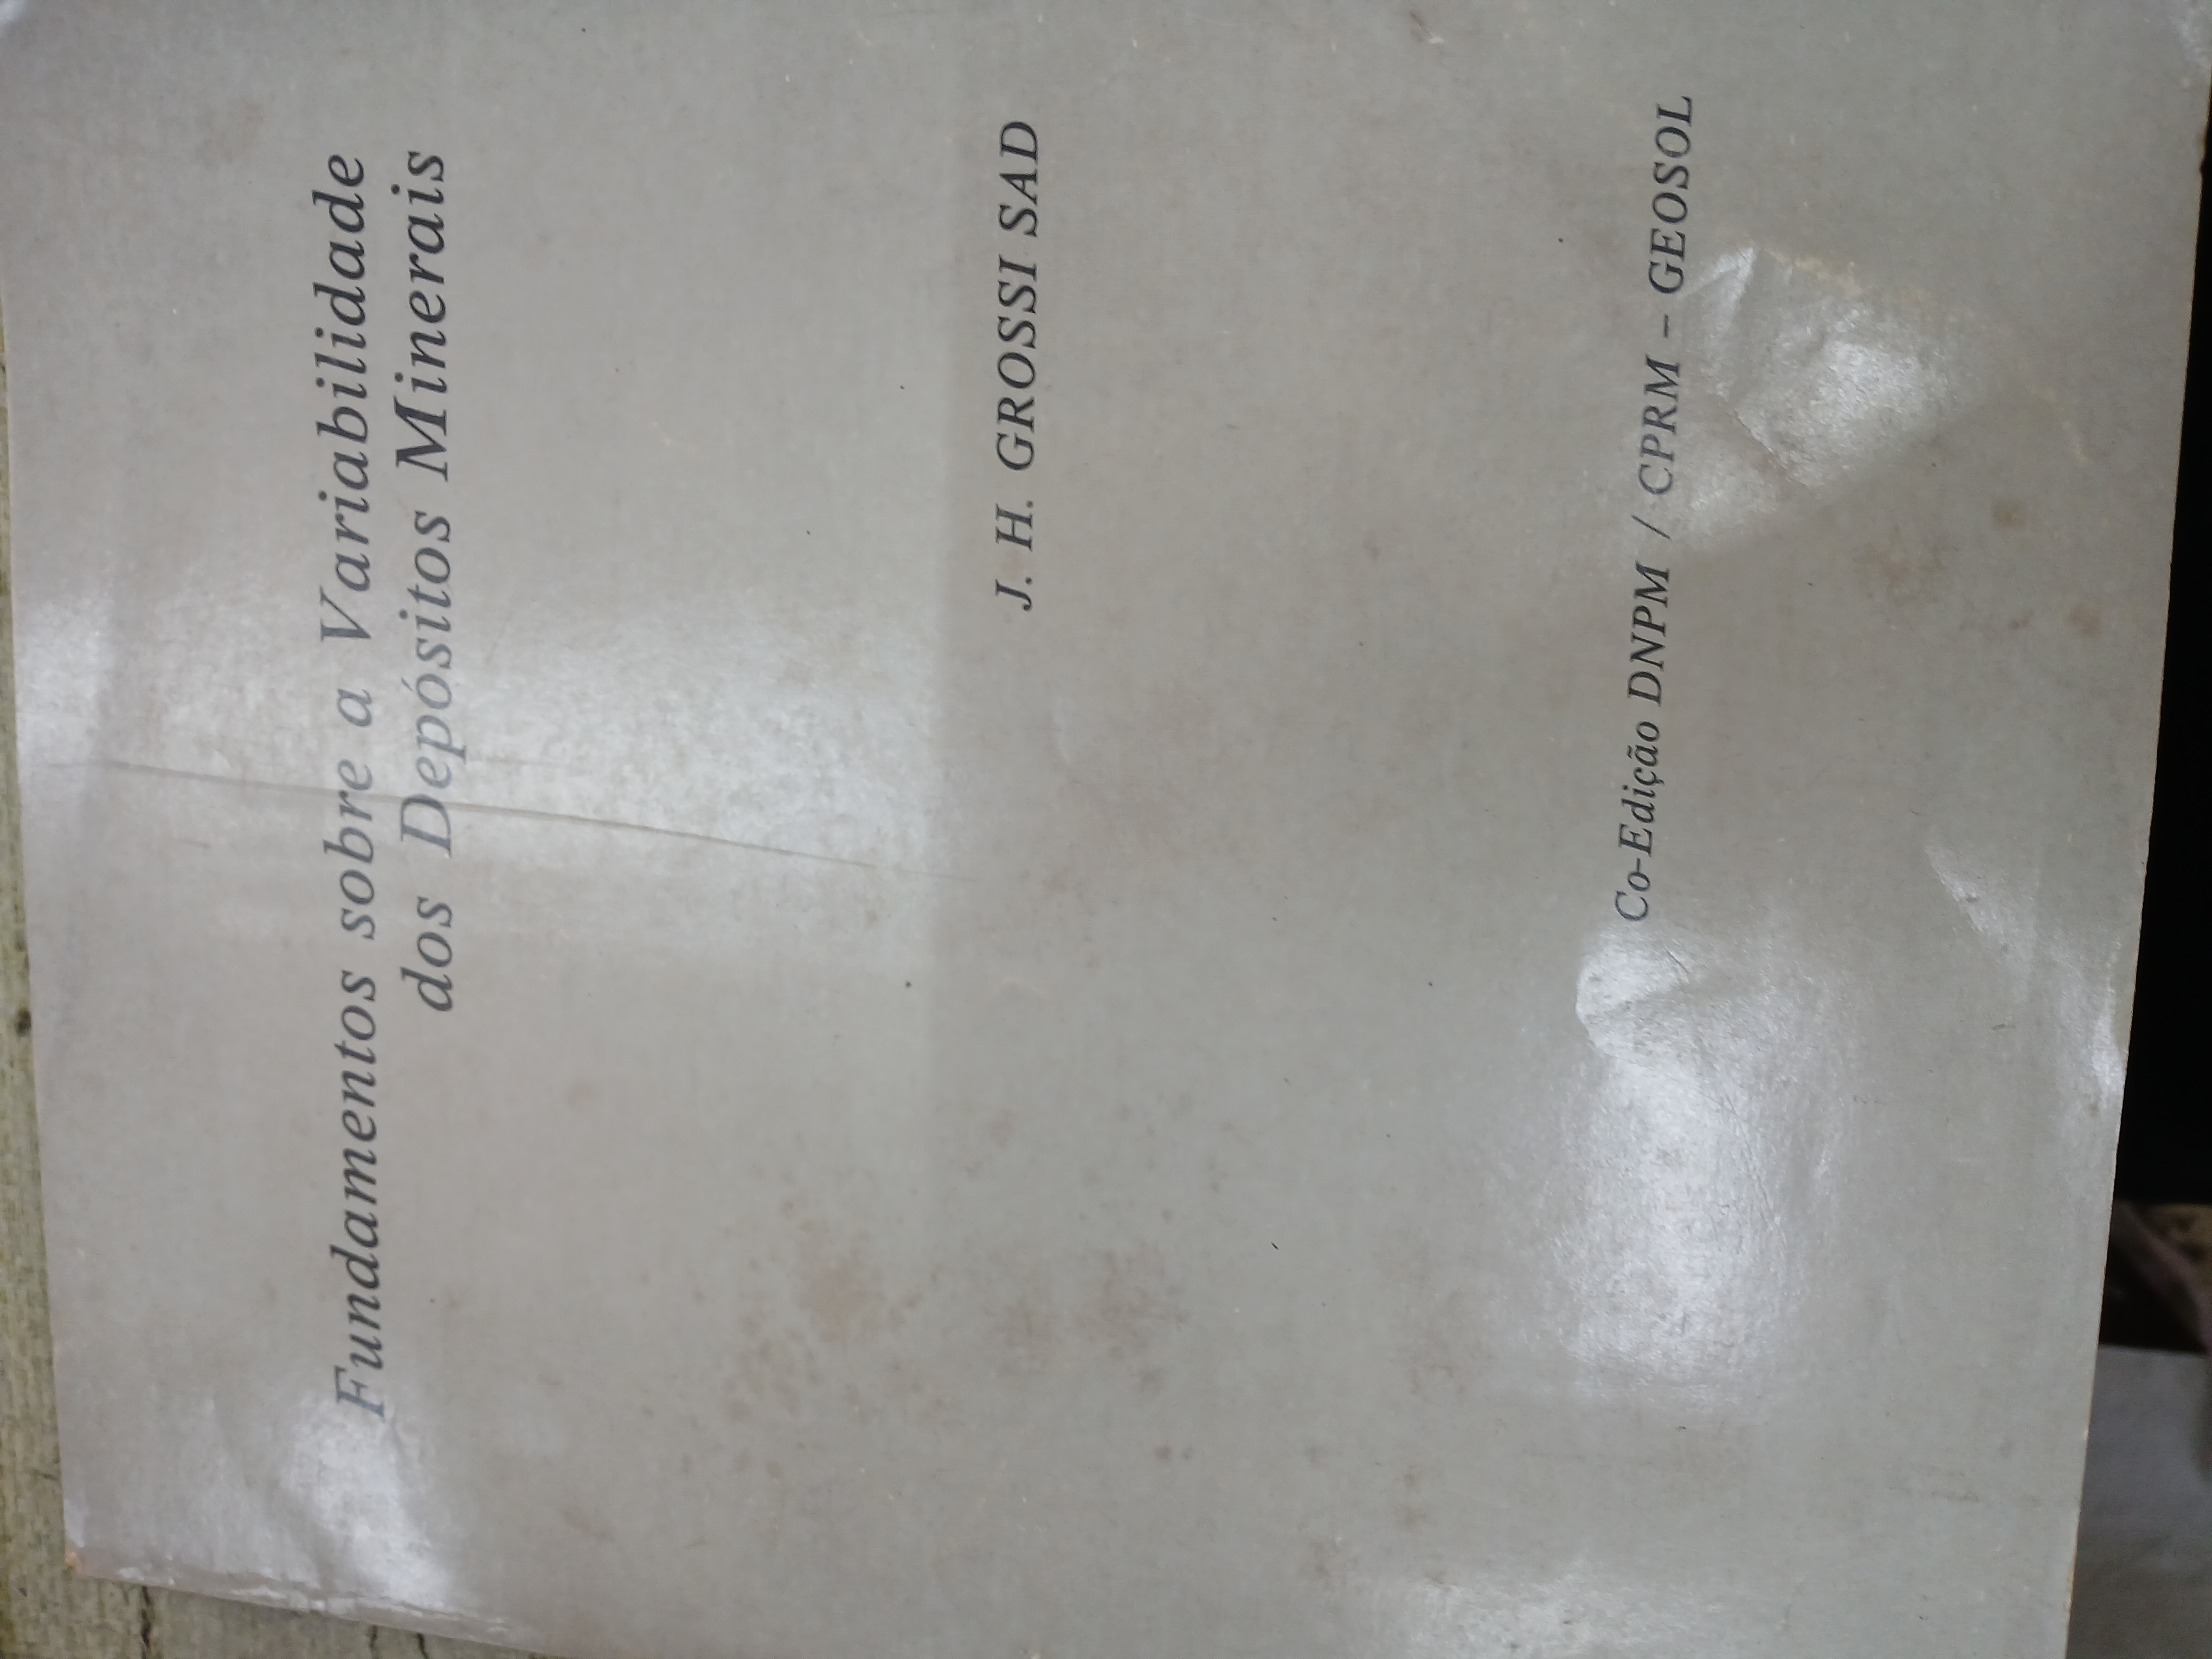 Fundamentos sobre a Variabilidade
dos Depósitos Minerais
J. H. GROSSI SAD
Co-Edição DNPM / CPRM – GEOSOL